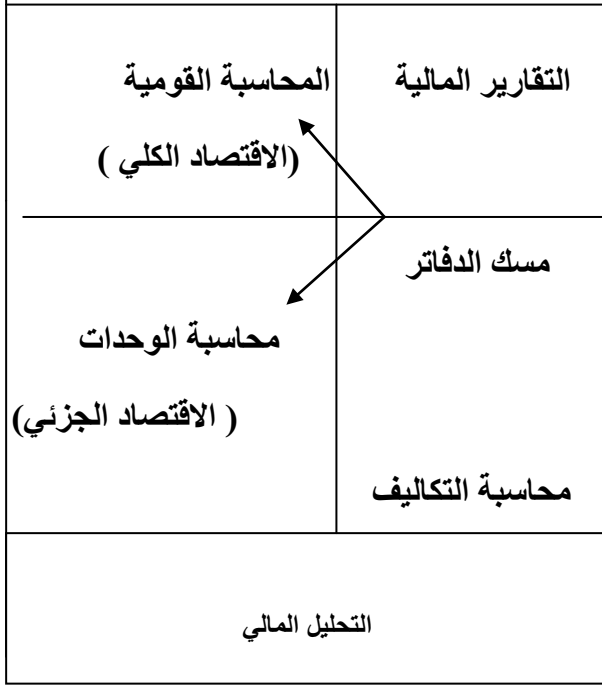 التقارير المالية
المحاسبة القومية
(الاقتصاد الكلي )
مسك الدفاتر
محاسبة الوحدات
( الاقتصاد الجزئي)
محاسبة التكاليف
التحليل المالي